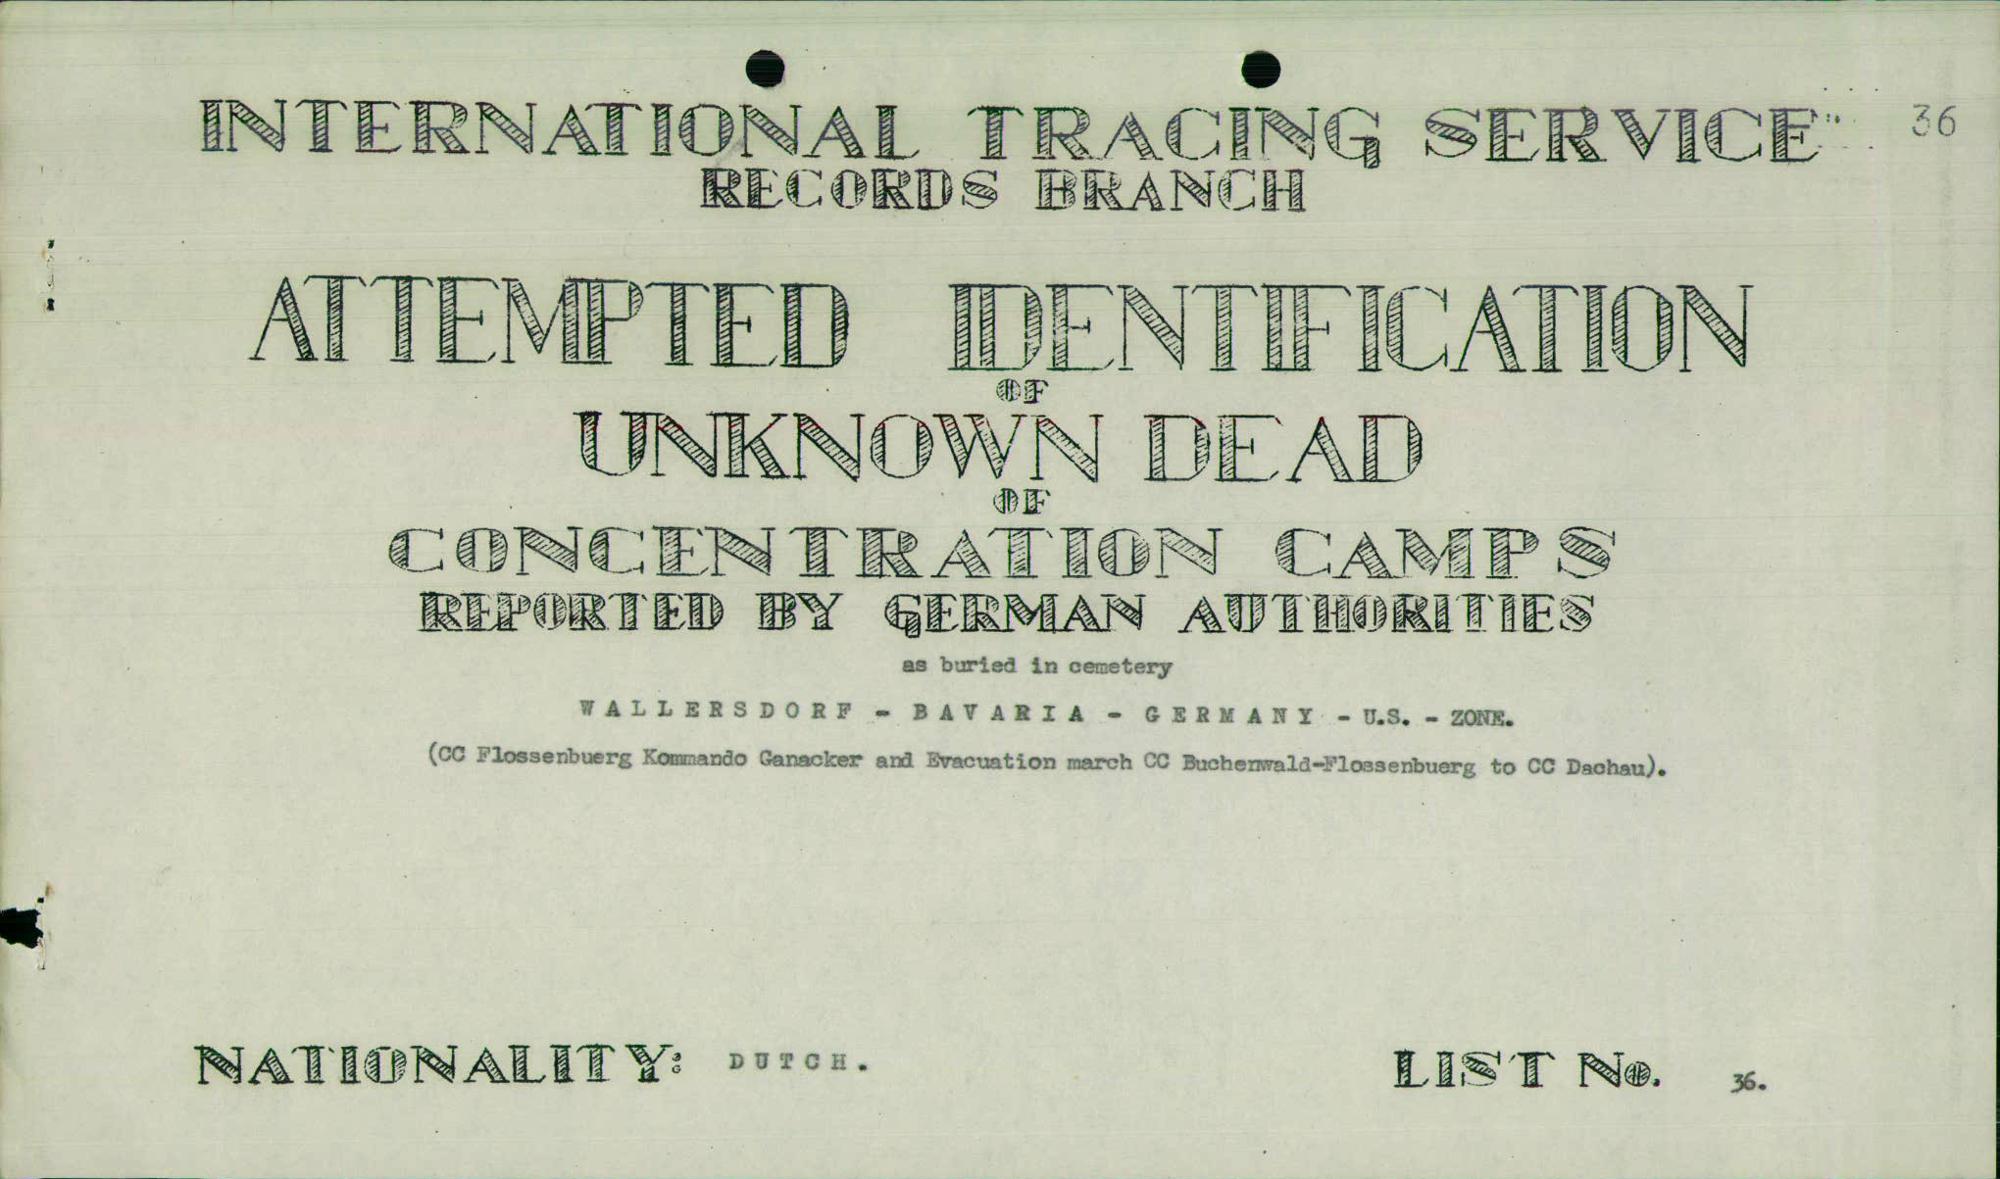 INTERNATIONAL TRACING SERVICE 36
RECORDS BRANCH
ATTEMPTED IDENTIFICATION
OF
UNKNOWN DEAD
OF
CONCENTRATION CAMPS
REPORTED BY GERMAN AUTHORITIES
as buried in cemetery
WALLERSDORF - BAVARIA - GERMANY - U.S. - ZONE.
(CC Flossenbuerg Kommando Ganacker and Evacuation march CC Buchenwald-Flossenbuerg to CC Dachau).
NATIONALITY: DUTCH. LIST No. 36.